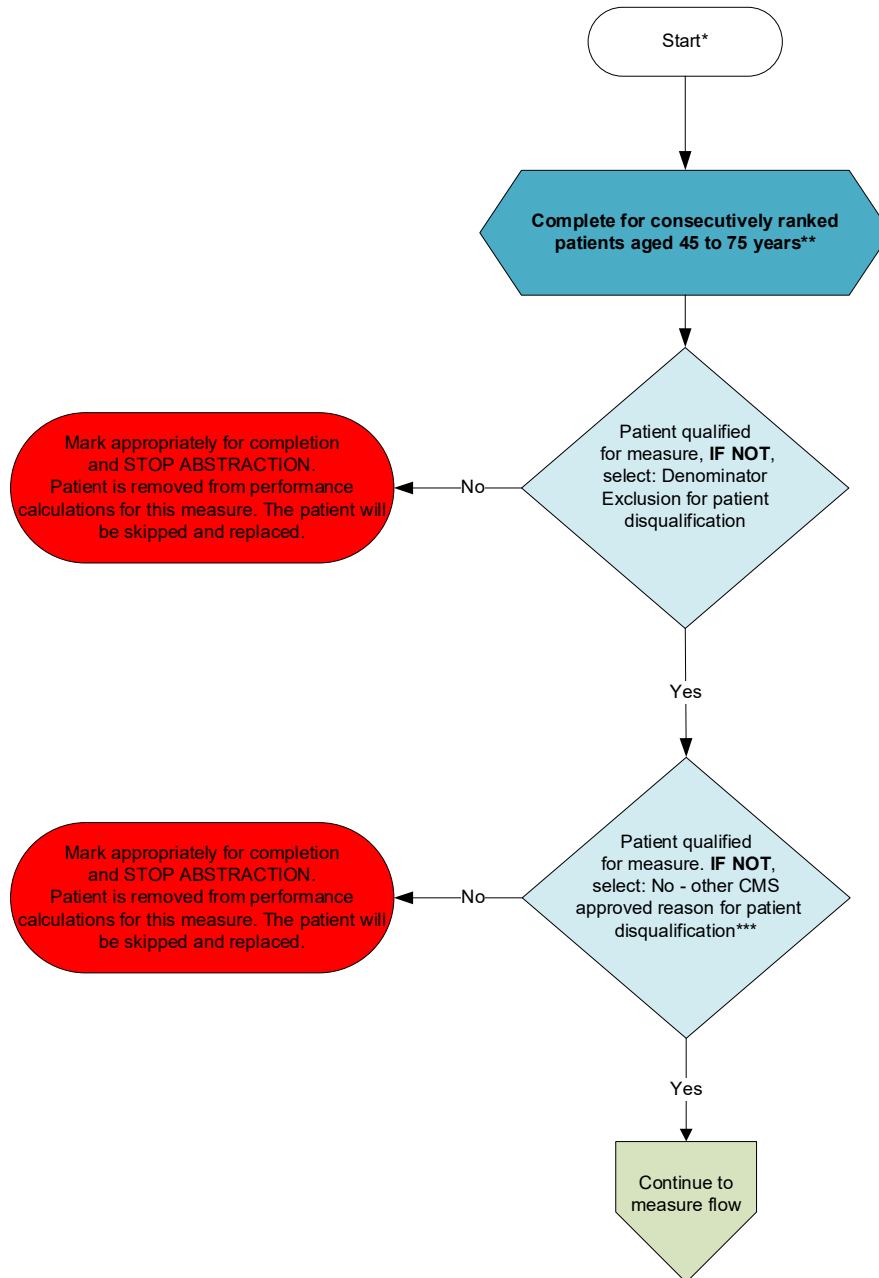 Start*
Complete for consecutively ranked
patients aged 45 to 75 years**
Patient qualified
for measure, IF NOT,
select: Denominator
Exclusion for patient
disqualification
No
Mark appropriately for completion
and STOP ABSTRACTION.
Patient is removed from performance
calculations for this measure. The patient will
be skipped and replaced.
Yes
Patient qualified
for measure. IF NOT,
select: No - other CMS
approved reason for patient
disqualification***
No
Mark appropriately for completion
and STOP ABSTRACTION.
Patient is removed from performance
calculations for this measure. The patient will
be skipped and replaced.
Yes
Continue to
measure flow